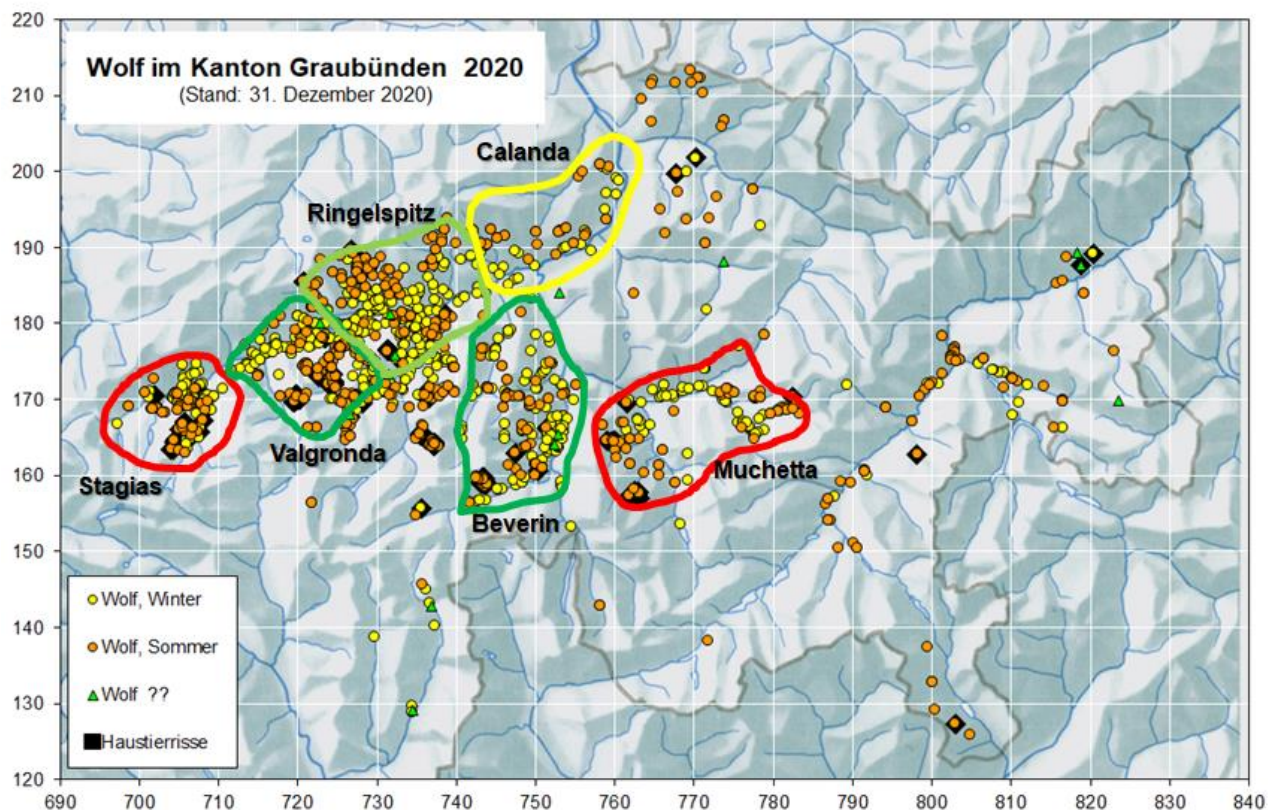 220
210
200
190
180
170
160
150
140
130
120
Wolf im Kanton Graubünden 2020
(Stand: 31. Dezember 2020)
Calanda
Ringelspitz
Valgronda
Stagias
Beverin
Muchetta
Wolf, Winter
Wolf, Sommer
Wolf ??
Haustierrisse
690 700 710 720 730 740 750 760 770 780 790 800 810 820 830 840